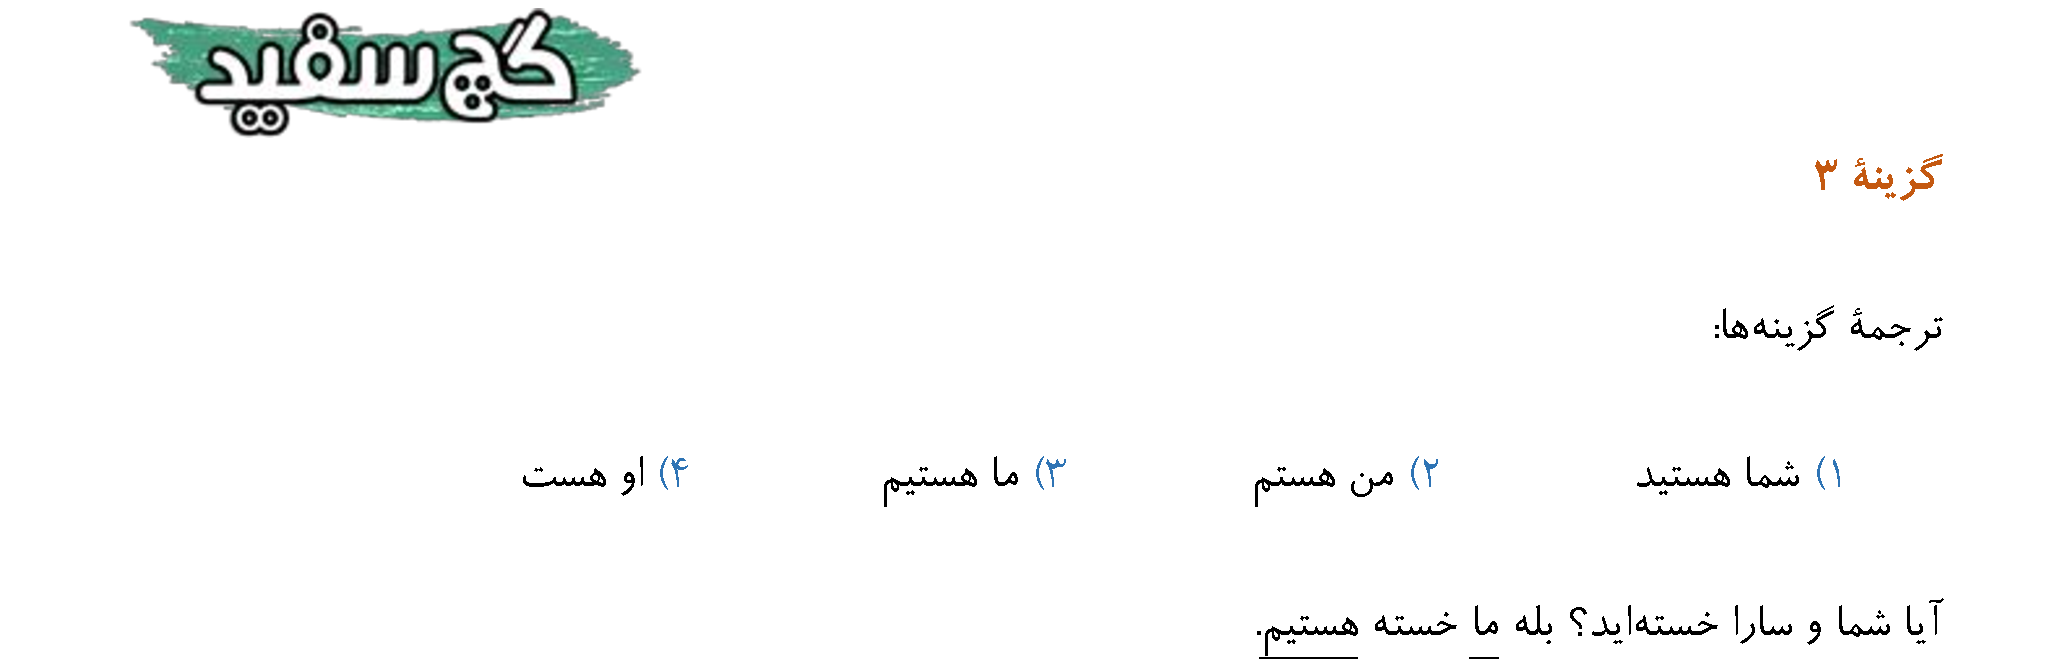 گچ سفید
گزینهٔ ۳
ترجمهٔ گزینه‌ها:
۱) شما هستید ۲) من هستم ۳) ما هستیم ۴) او هست
آیا شما و سارا خسته‌اید؟ بله ما خسته هستیم.